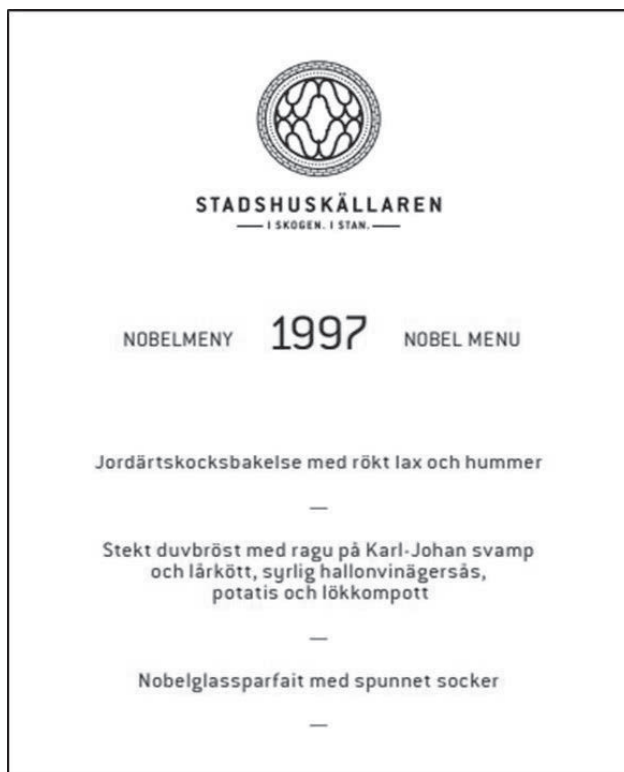 STADSHUSKÄLLAREN
I SKOGEN. I STAN.
NOBELMENY 1997 NOBEL MENU
Jordärtskocksbakelse med rökt lax och hummer
—
Stekt duvbröst med ragu på Karl-Johan svamp
och lårkött, syrlig hallonvinägersås,
potatis och lökkompott
—
Nobelglassparfait med spunnet socker
—